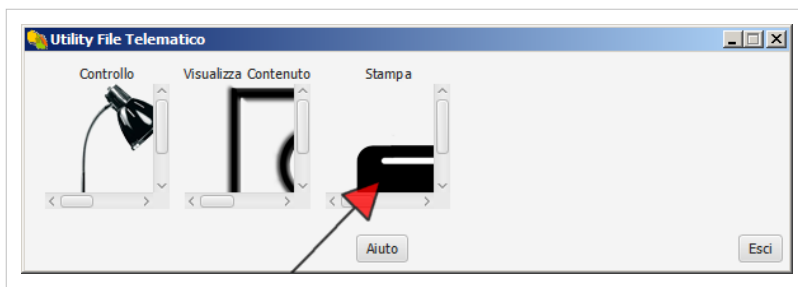 Utility File Telematico
Controllo Visualizza Contenuto Stampa
Aiuto Esci